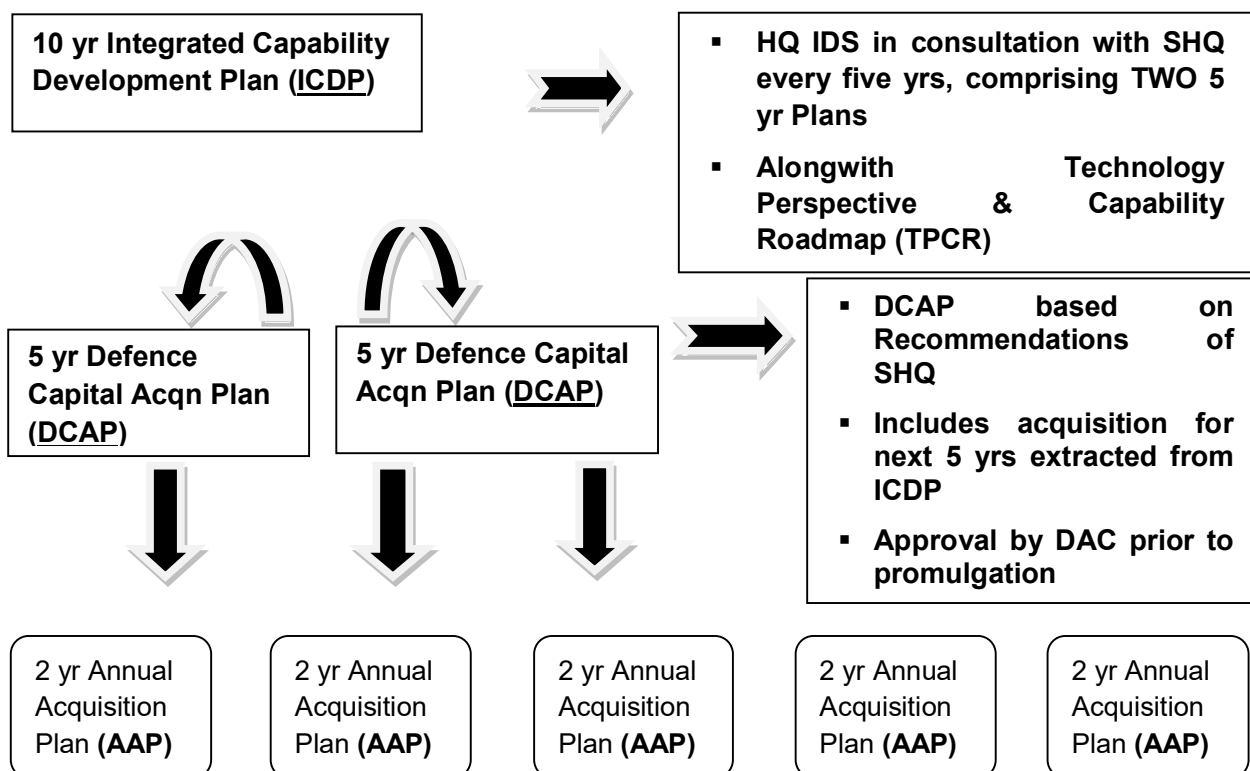 10 yr Integrated Capability
Development Plan (ICDP)
▪ HQ IDS in consultation with SHQ
every five yrs, comprising TWO 5
yr Plans
▪ Alongwith Technology
Perspective & Capability
Roadmap (TPCR)
5 yr Defence
Capital Acqn Plan
(DCAP)
5 yr Defence Capital
Acqn Plan (DCAP)
▪ DCAP based on
Recommendations of
SHQ
▪ Includes acquisition for
next 5 yrs extracted from
ICDP
▪ Approval by DAC prior to
promulgation
2 yr Annual
Acquisition
Plan (AAP)
2 yr Annual
Acquisition
Plan (AAP)
2 yr Annual
Acquisition
Plan (AAP)
2 yr Annual
Acquisition
Plan (AAP)
2 yr Annual
Acquisition
Plan (AAP)